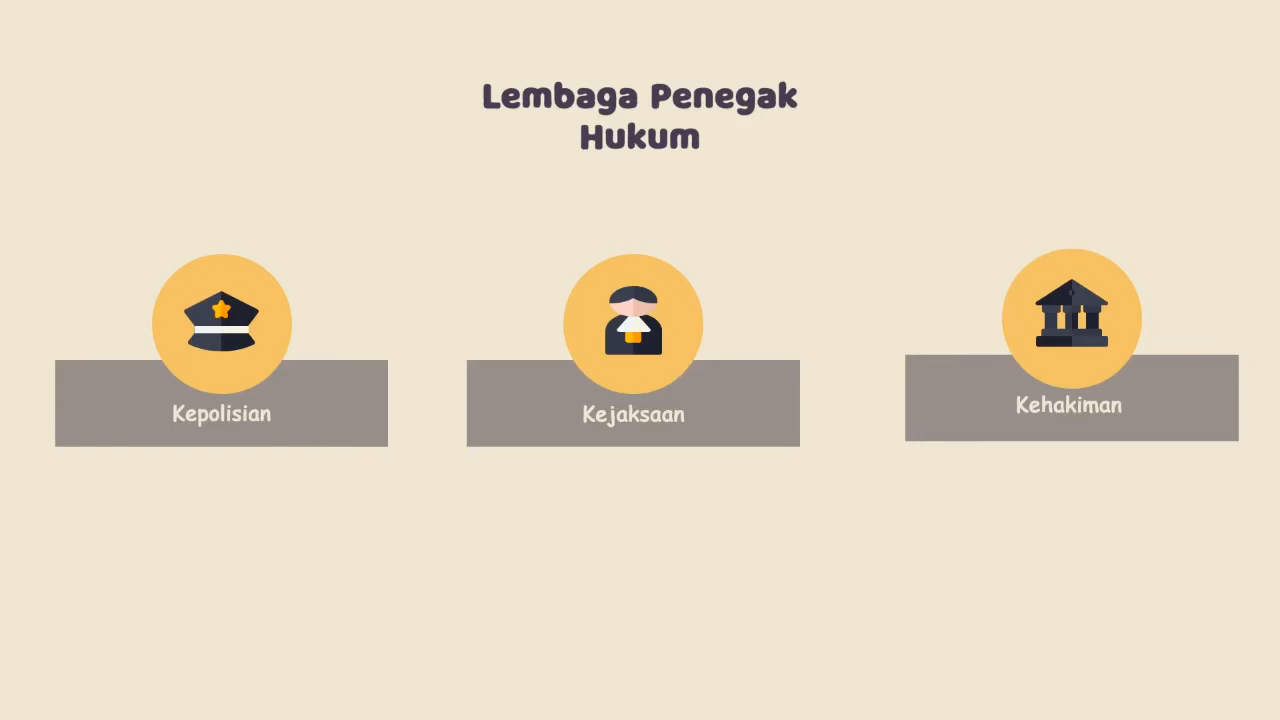 Lembaga Penegak
Hukum
Kepolisian
Kejaksaan
Kehakiman